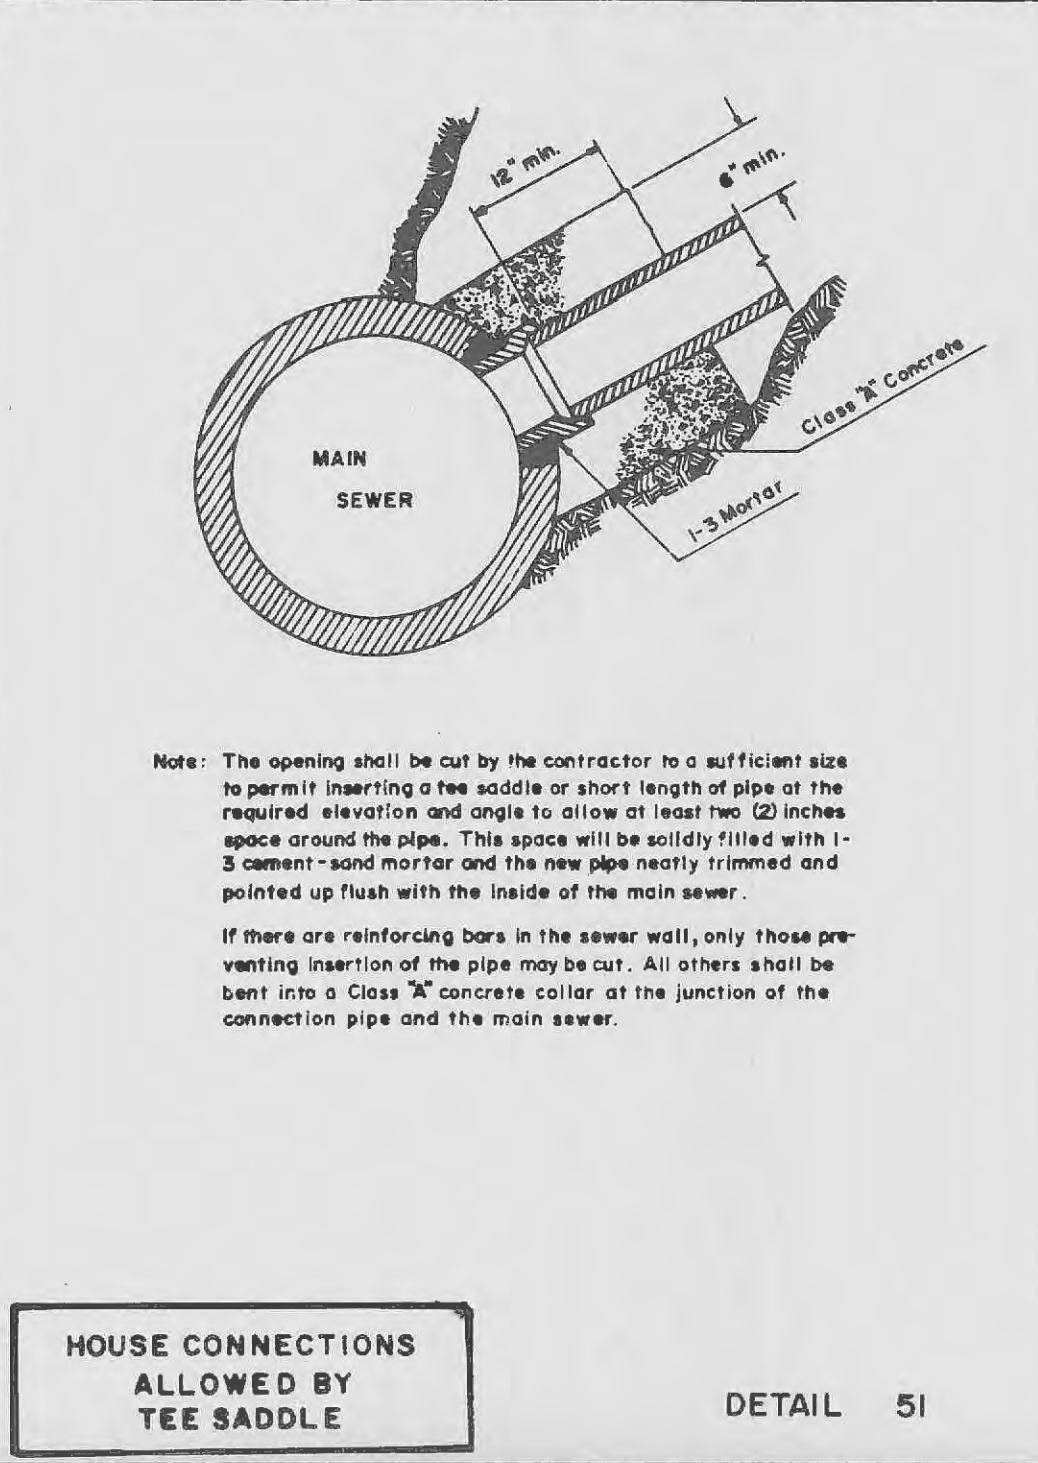 12" min.
6" min.
Class "A" Concrete
MAIN
SEWER
1-3 Mortar
Note: The opening shall be cut by the contractor to a sufficient size
to permit inserting a tee saddle or short length of pipe at the
required elevation and angle to allow at least two (2) inches
space around the pipe. This space will be solidly filled with 1-
3 cement-sand mortar and the new pipe neatly trimmed and
pointed up flush with the inside of the main sewer.
If there are reinforcing bars in the sewer wall, only those pre-
venting insertion of the pipe may be cut. All others shall be
bent into a Class "A" concrete collar at the junction of the
connection pipe and the main sewer.
HOUSE CONNECTIONS
ALLOWED BY
TEE SADDLE
DETAIL 51